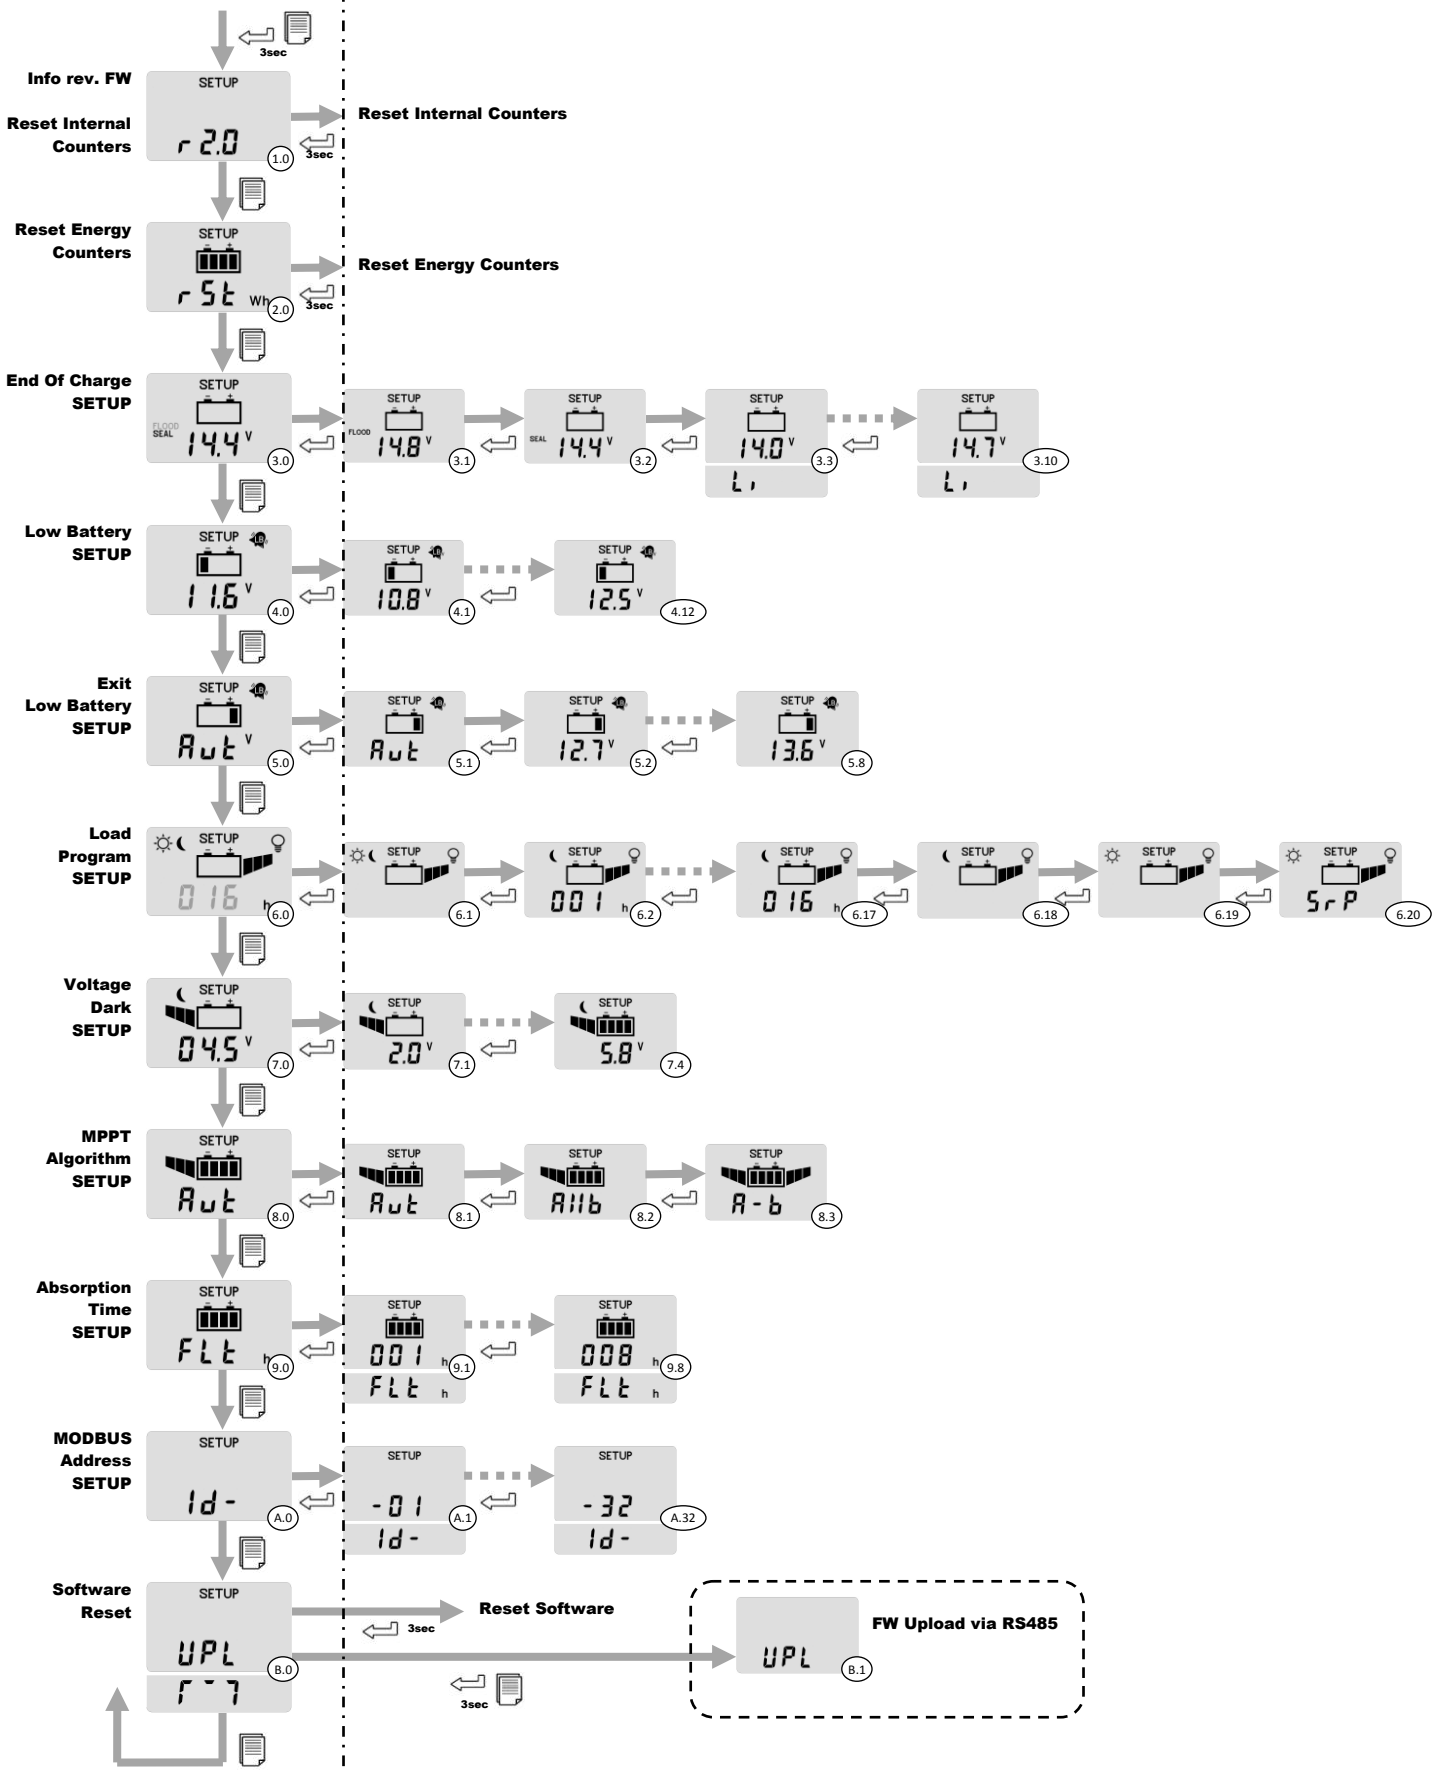 3sec
Info rev. FW
Reset Internal
Counters
SETUP
r 2.0
1.0
3sec
Reset Internal Counters
Reset Energy
Counters
SETUP
rSt Wh
2.0
3sec
Reset Energy Counters
End Of Charge
SETUP
SETUP
FLOOD
SEAL
14.4 V
3.0
SETUP
FLOOD
14.8 V
3.1
SETUP
SEAL
14.4 V
3.2
SETUP
14.0 V
3.3
Li
SETUP
14.7 V
3.10
Li
Low Battery
SETUP
SETUP LB
11.6 V
4.0
SETUP LB
10.8 V
4.1
SETUP LB
12.5 V
4.12
Exit
Low Battery
SETUP
SETUP LB
Aut V
5.0
SETUP LB
Aut
5.1
SETUP LB
12.7 V
5.2
SETUP LB
13.6 V
5.8
Load
Program
SETUP
SETUP
016 h
6.0
SETUP
6.1
SETUP
001 h
6.2
SETUP
016 h
6.17
SETUP
6.18
SETUP
6.19
SETUP
SrP
6.20
Voltage
Dark
SETUP
SETUP
04.5 V
7.0
SETUP
2.0 V
7.1
SETUP
5.8 V
7.4
MPPT
Algorithm
SETUP
SETUP
Aut
8.0
SETUP
Aut
8.1
SETUP
A11b
8.2
SETUP
A-b
8.3
Absorption
Time
SETUP
SETUP
FLt h
9.0
SETUP
001 h
9.1
FLt h
SETUP
008 h
9.8
FLt h
MODBUS
Address
SETUP
SETUP
Id-
A.0
SETUP
-01
A.1
Id-
SETUP
-32
A.32
Id-
Software
Reset
SETUP
UPL
B.0
3sec
Reset Software
3sec
UPL
B.1
FW Upload via RS485